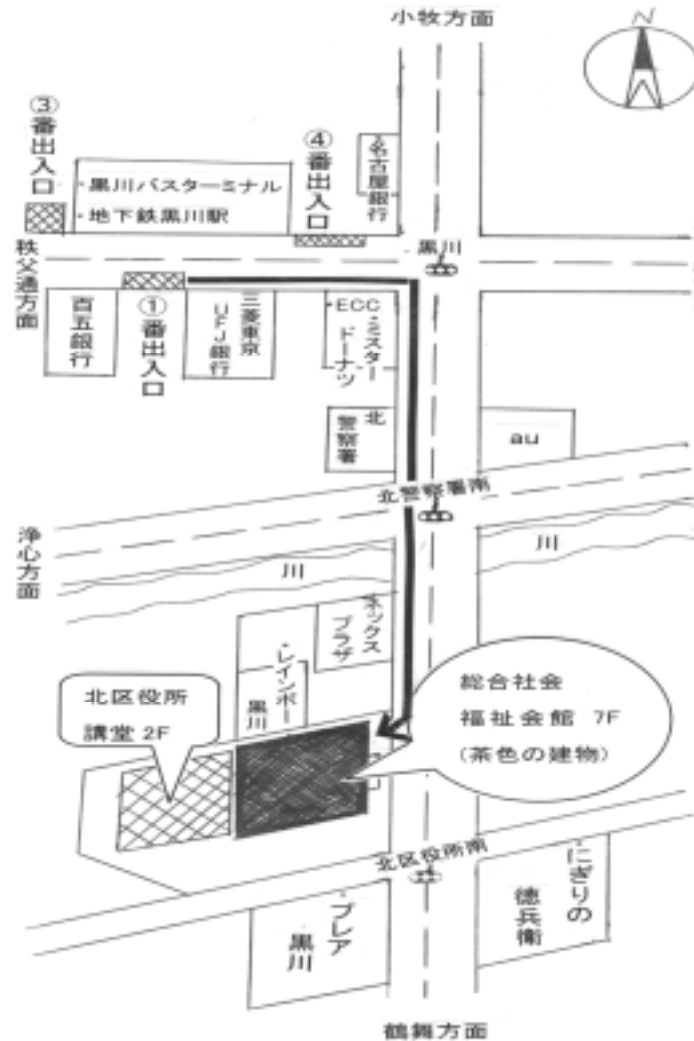 小牧方面
N
③番出入口
④番出入口
名古屋銀行
・黒川バスターミナル
・地下鉄黒川駅
黒川
秩父通方面
百五銀行
①番出入口
三菱東京
UFJ銀行
・ECC
・ミスター
ドーナツ
北
警察署
au
北警察署南
浄心方面
川
川
ネックス
プラザ
・レインボー
黒川
北区役所
講堂 2F
総合社会
福祉会館 7F
(茶色の建物)
北区役所南
・プレア
黒川
・にぎりの
徳兵衛
鶴舞方面